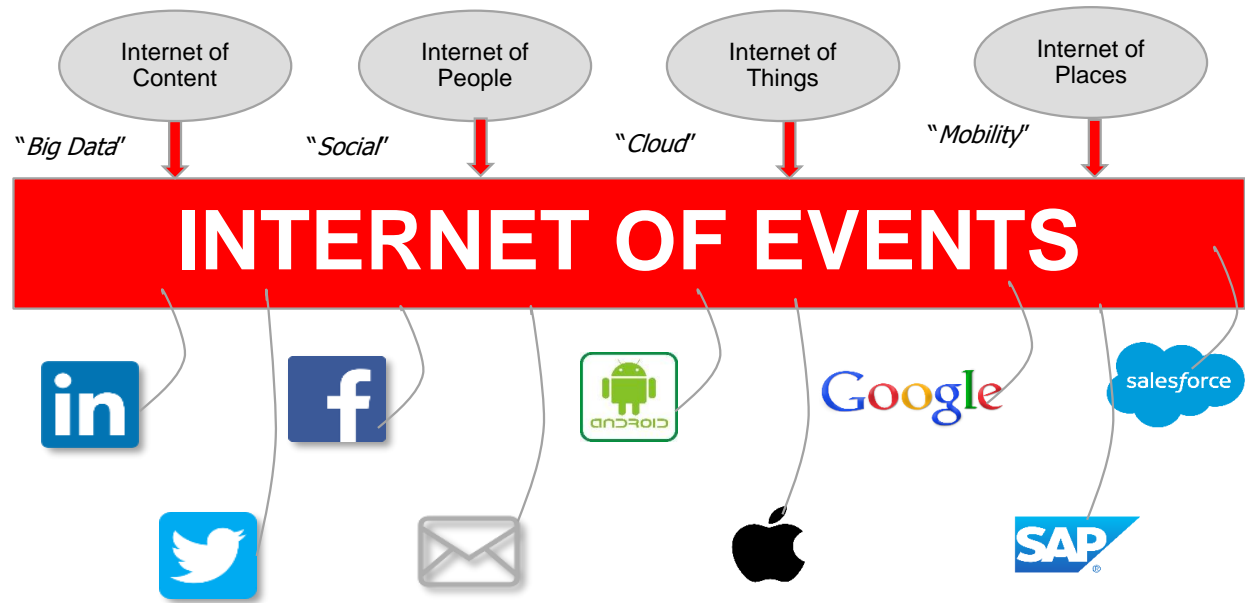 Internet of
Content
Internet of
People
Internet of
Things
Internet of
Places
"Big Data"
"Social"
"Cloud"
"Mobility"
INTERNET OF EVENTS
in
f
ANDROID
Google
salesforce
SAP
®